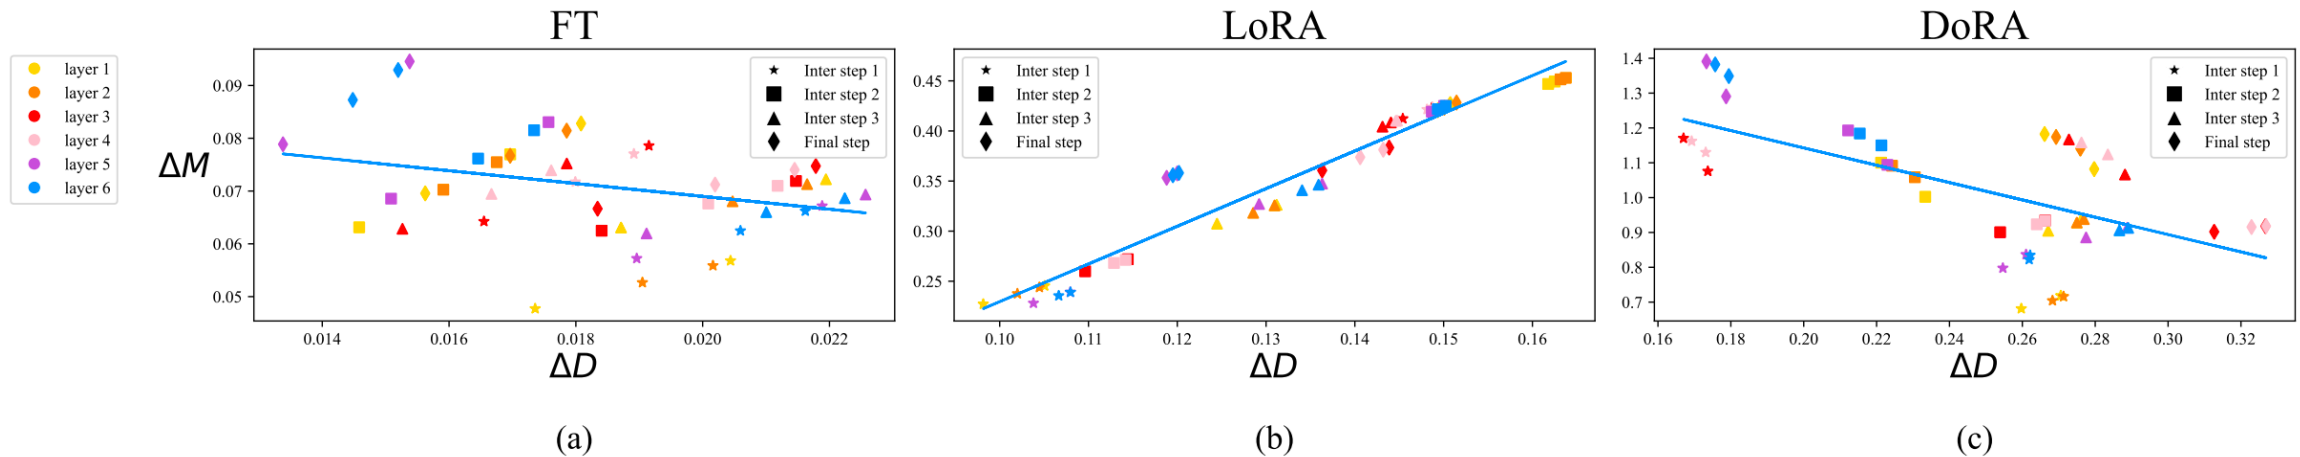 FT
LoRA
DoRA
layer 1
layer 2
layer 3
layer 4
layer 5
layer 6
ΔM
0.09
0.08
0.07
0.06
0.05
Inter step 1
Inter step 2
Inter step 3
Final step
0.014 0.016 0.018 0.020 0.022
ΔD
(a)
0.45
0.40
0.35
0.30
0.25
Inter step 1
Inter step 2
Inter step 3
Final step
0.10 0.11 0.12 0.13 0.14 0.15 0.16
ΔD
(b)
1.4
1.3
1.2
1.1
1.0
0.9
0.8
0.7
Inter step 1
Inter step 2
Inter step 3
Final step
0.16 0.18 0.20 0.22 0.24 0.26 0.28 0.30 0.32
ΔD
(c)